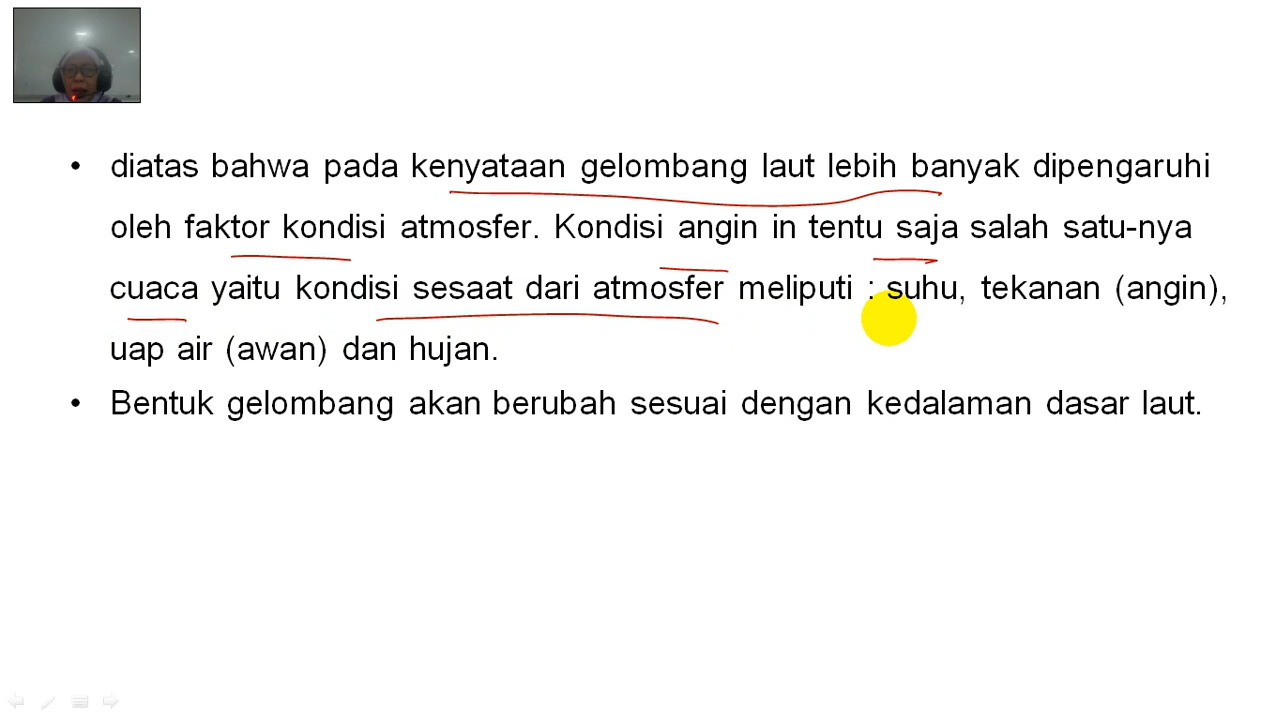 • diatas bahwa pada kenyataan gelombang laut lebih banyak dipengaruhi
oleh faktor kondisi atmosfer. Kondisi angin in tentu saja salah satu-nya
cuaca yaitu kondisi sesaat dari atmosfer meliputi : suhu, tekanan (angin),
uap air (awan) dan hujan.
• Bentuk gelombang akan berubah sesuai dengan kedalaman dasar laut.